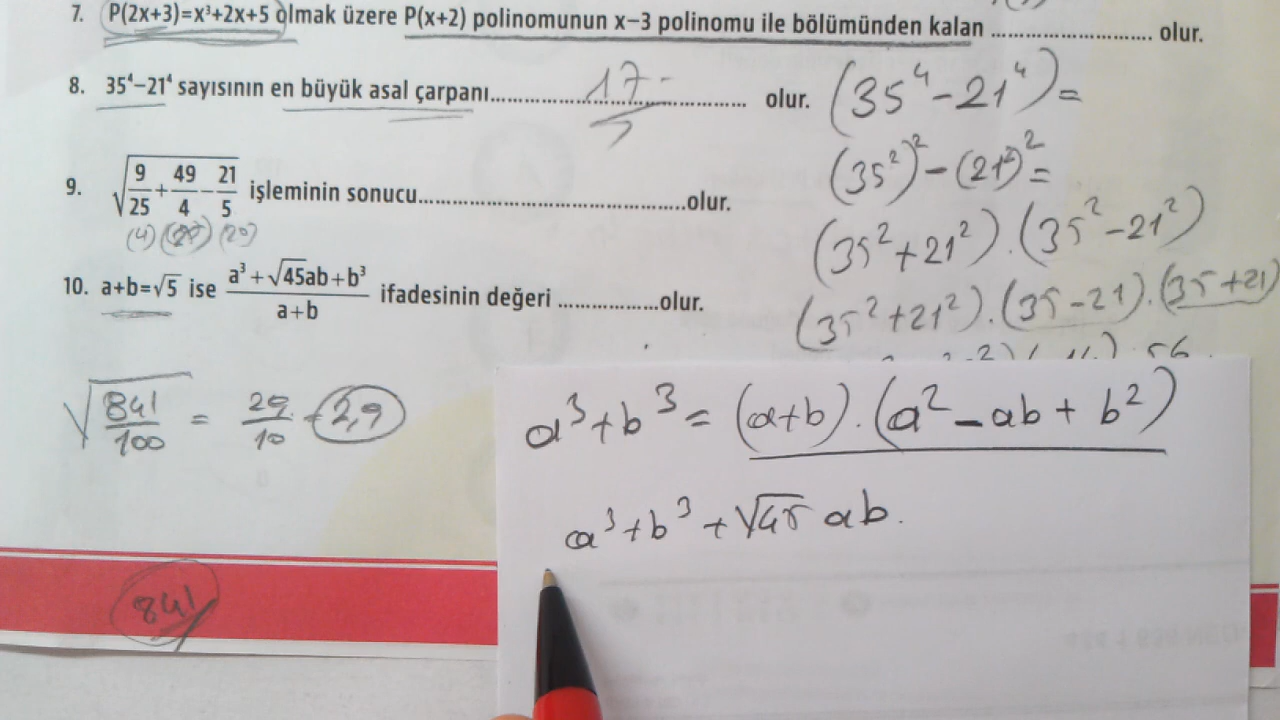 7. P(2x+3)=x³+2x+5 olmak üzere P(x+2) polinomunun x−3 polinomu ile bölümünden kalan ............................ olur.
8. 35⁴−21⁴ sayısının en büyük asal çarpanı............................................... olur.
17
(35⁴ - 21⁴) =
(35²)² - (21²)² =
(35² + 21²) . (35² - 21²)
(35² + 21²) . (35 - 21) . (35 + 21)
56
9. √(9/25 + 49/4 − 21/5) işleminin sonucu.................................................olur.
(4) (25) (20)
10. a+b=√5 ise (a³+√45ab+b³)/(a+b) ifadesinin değeri ...................olur.
√(841/100) = 29/10 = 2,9
841
a³ + b³ = (a+b) . (a² - ab + b²)
a³ + b³ + √45 ab.